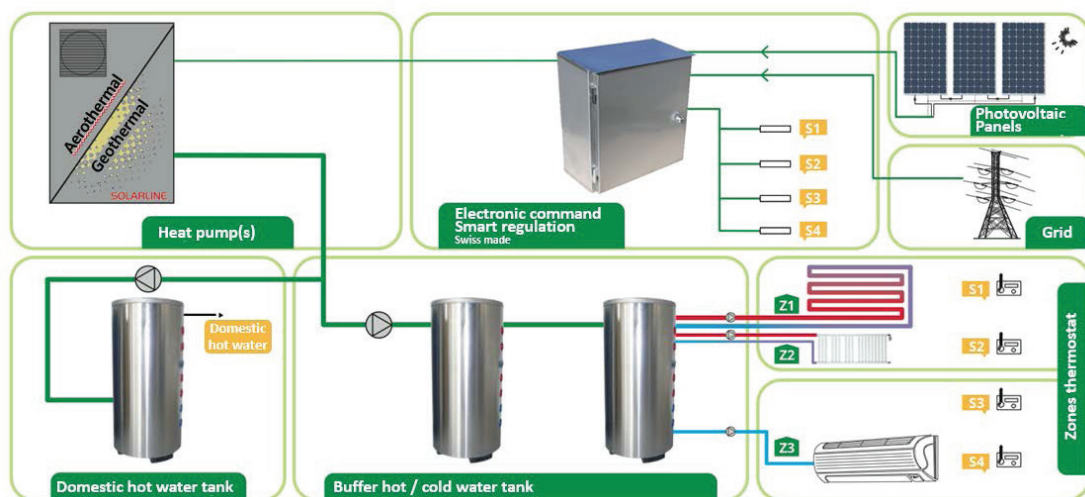 Aerothermal
Geothermal
SOLARLINE
Heat pump(s)
Electronic command
Smart regulation
Swiss made
S1
S2
S3
S4
Photovoltaic
Panels
Grid
Domestic
hot water
Domestic hot water tank
Buffer hot / cold water tank
Z1
Z2
Z3
S1
S2
S3
S4
Zones thermostat